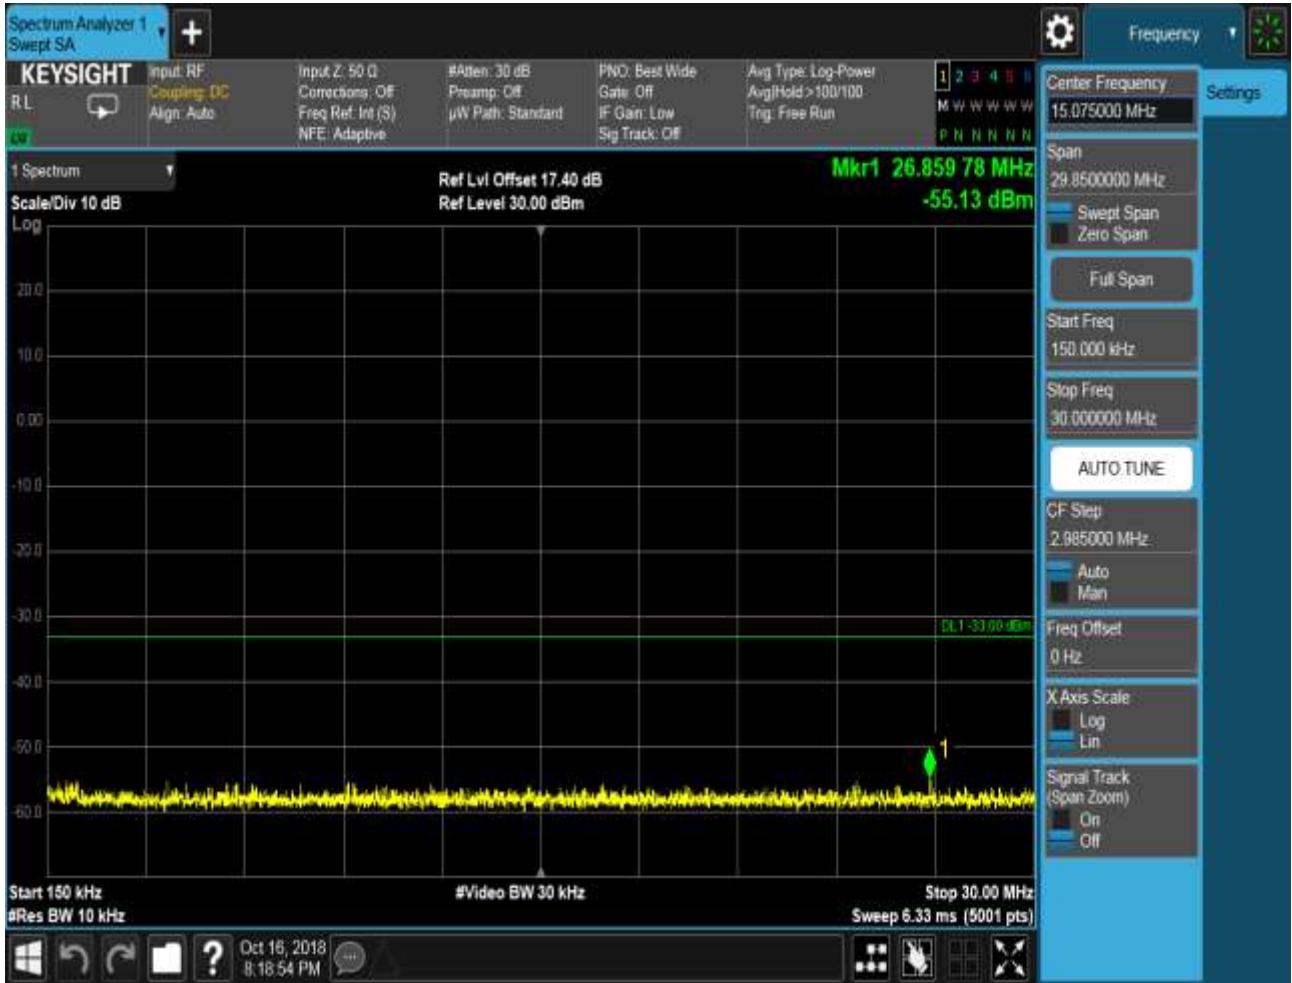 Spectrum Analyzer 1
Swept SA
+
Frequency
KEYSIGHT
RL
Input: RF
Coupling: DC
Align: Auto
Input Z: 50 Ω
Corrections: Off
Freq Ref: Int (S)
NFE: Adaptive
#Atten: 30 dB
Preamp: Off
µW Path: Standard
PNO: Best Wide
Gate: Off
IF Gain: Low
Sig Track: Off
Avg Type: Log-Power
Avg|Hold:>100/100
Trig: Free Run
1 2 3 4 5 6
M W W W W W
P N N N N N
1 Spectrum
Scale/Div 10 dB
Log
Ref Lvl Offset 17.40 dB
Ref Level 30.00 dBm
Mkr1 26.859 78 MHz
-55.13 dBm
20.0
10.0
0.00
-10.0
-20.0
-30.0
-40.0
-50.0
-60.0
DL1 -33.00 dBm
1
Start 150 kHz
#Res BW 10 kHz
#Video BW 30 kHz
Stop 30.00 MHz
Sweep 6.33 ms (5001 pts)
?
Oct 16, 2018
8:18:54 PM
Center Frequency
15.075000 MHz
Settings
Span
29.8500000 MHz
Swept Span
Zero Span
Full Span
Start Freq
150.000 kHz
Stop Freq
30.000000 MHz
AUTO TUNE
CF Step
2.985000 MHz
Auto
Man
Freq Offset
0 Hz
X Axis Scale
Log
Lin
Signal Track
(Span Zoom)
On
Off